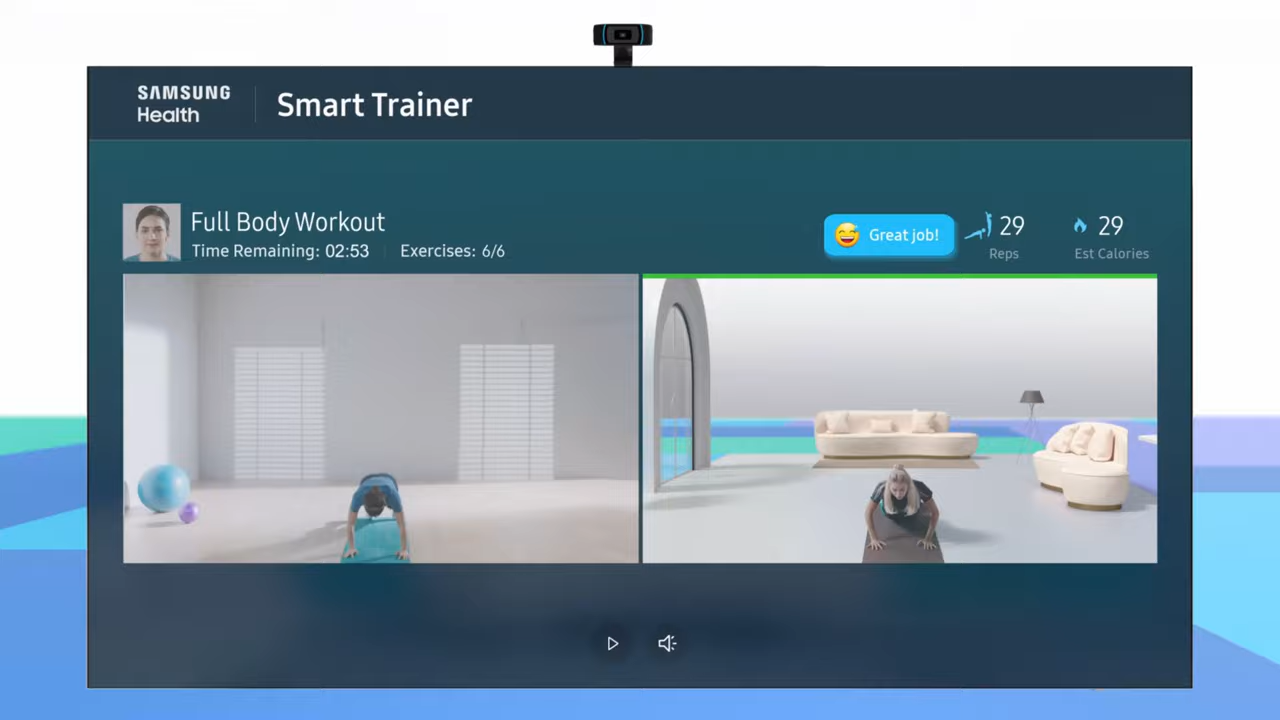 SAMSUNG
Health
Smart Trainer
Full Body Workout
Time Remaining: 02:53
Exercises: 6/6
Great job!
29
Reps
29
Est Calories